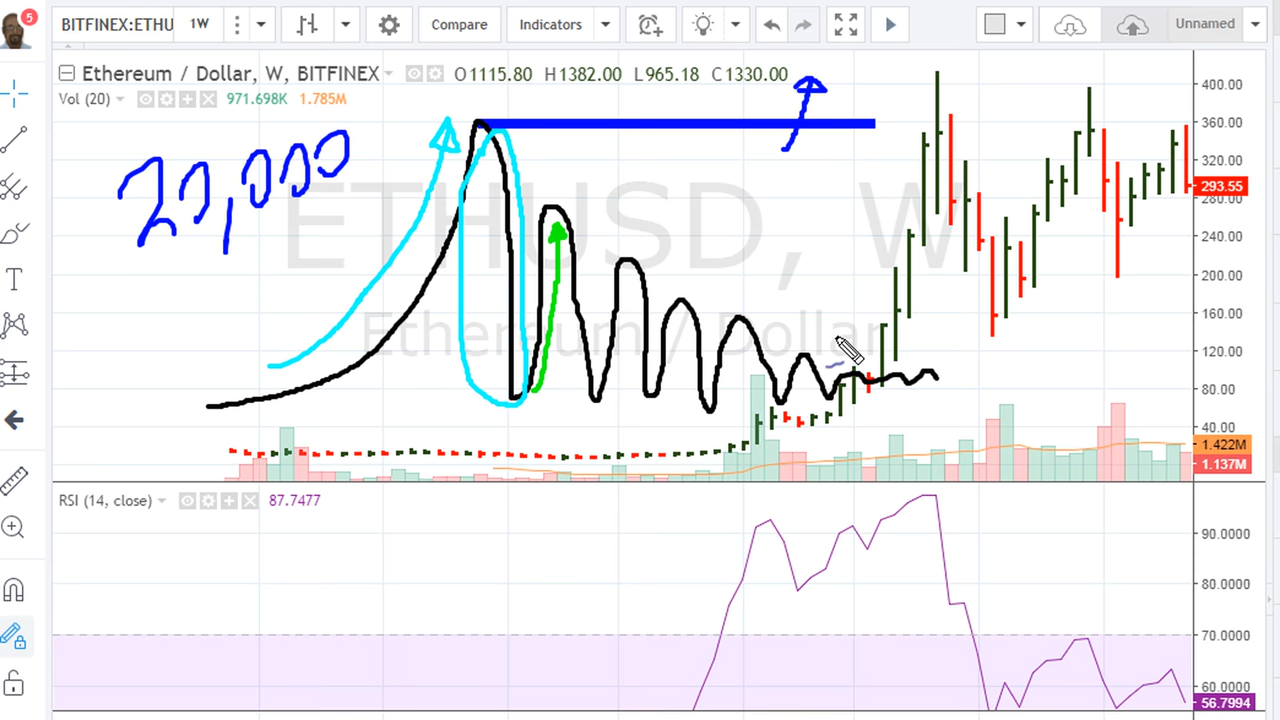 5
BITFINEX:ETHU 1W Compare Indicators Unnamed
Ethereum / Dollar, W, BITFINEX O1115.80 H1382.00 L965.18 C1330.00
Vol (20) 971.698K 1.785M
20,000
ETHUSD, W
Ethereum / Dollar
400.00
360.00
320.00
293.55
280.00
240.00
200.00
160.00
120.00
80.00
40.00
1.422M
1.137M
RSI (14, close) 87.7477
90.0000
80.0000
70.0000
60.0000
56.7994
T